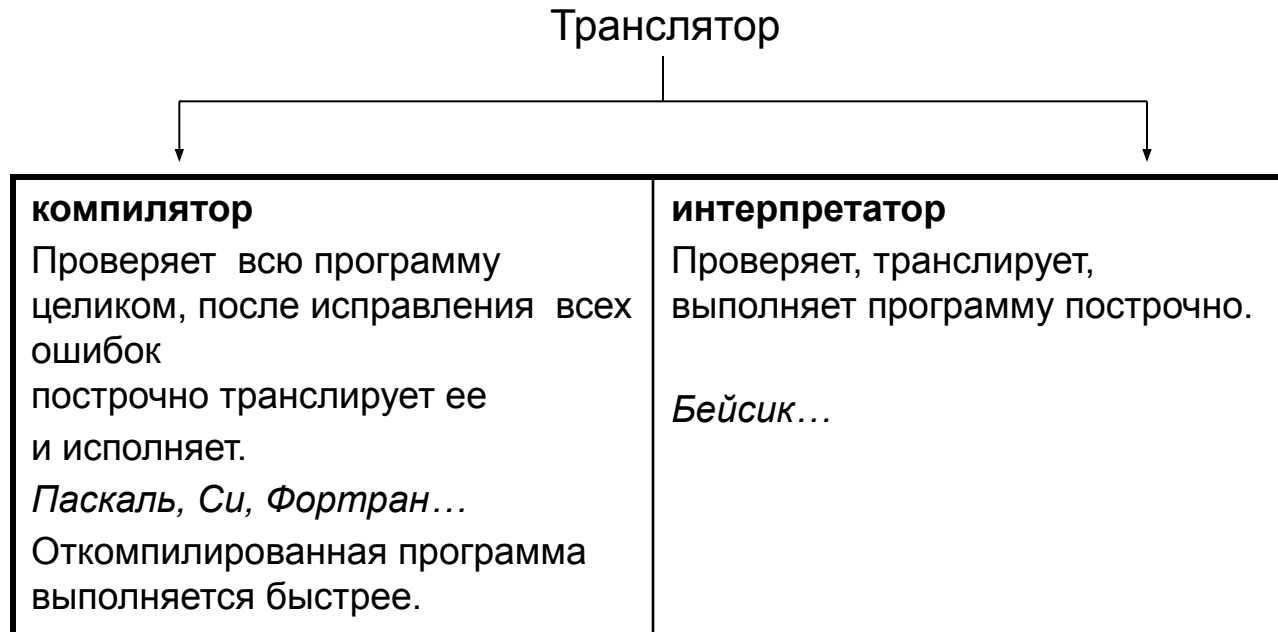 Транслятор
компилятор
Проверяет всю программу
целиком, после исправления всех
ошибок
построчно транслирует ее
и исполняет.
Паскаль, Си, Фортран…
Откомпилированная программа
выполняется быстрее.
интерпретатор
Проверяет, транслирует,
выполняет программу построчно.
Бейсик…